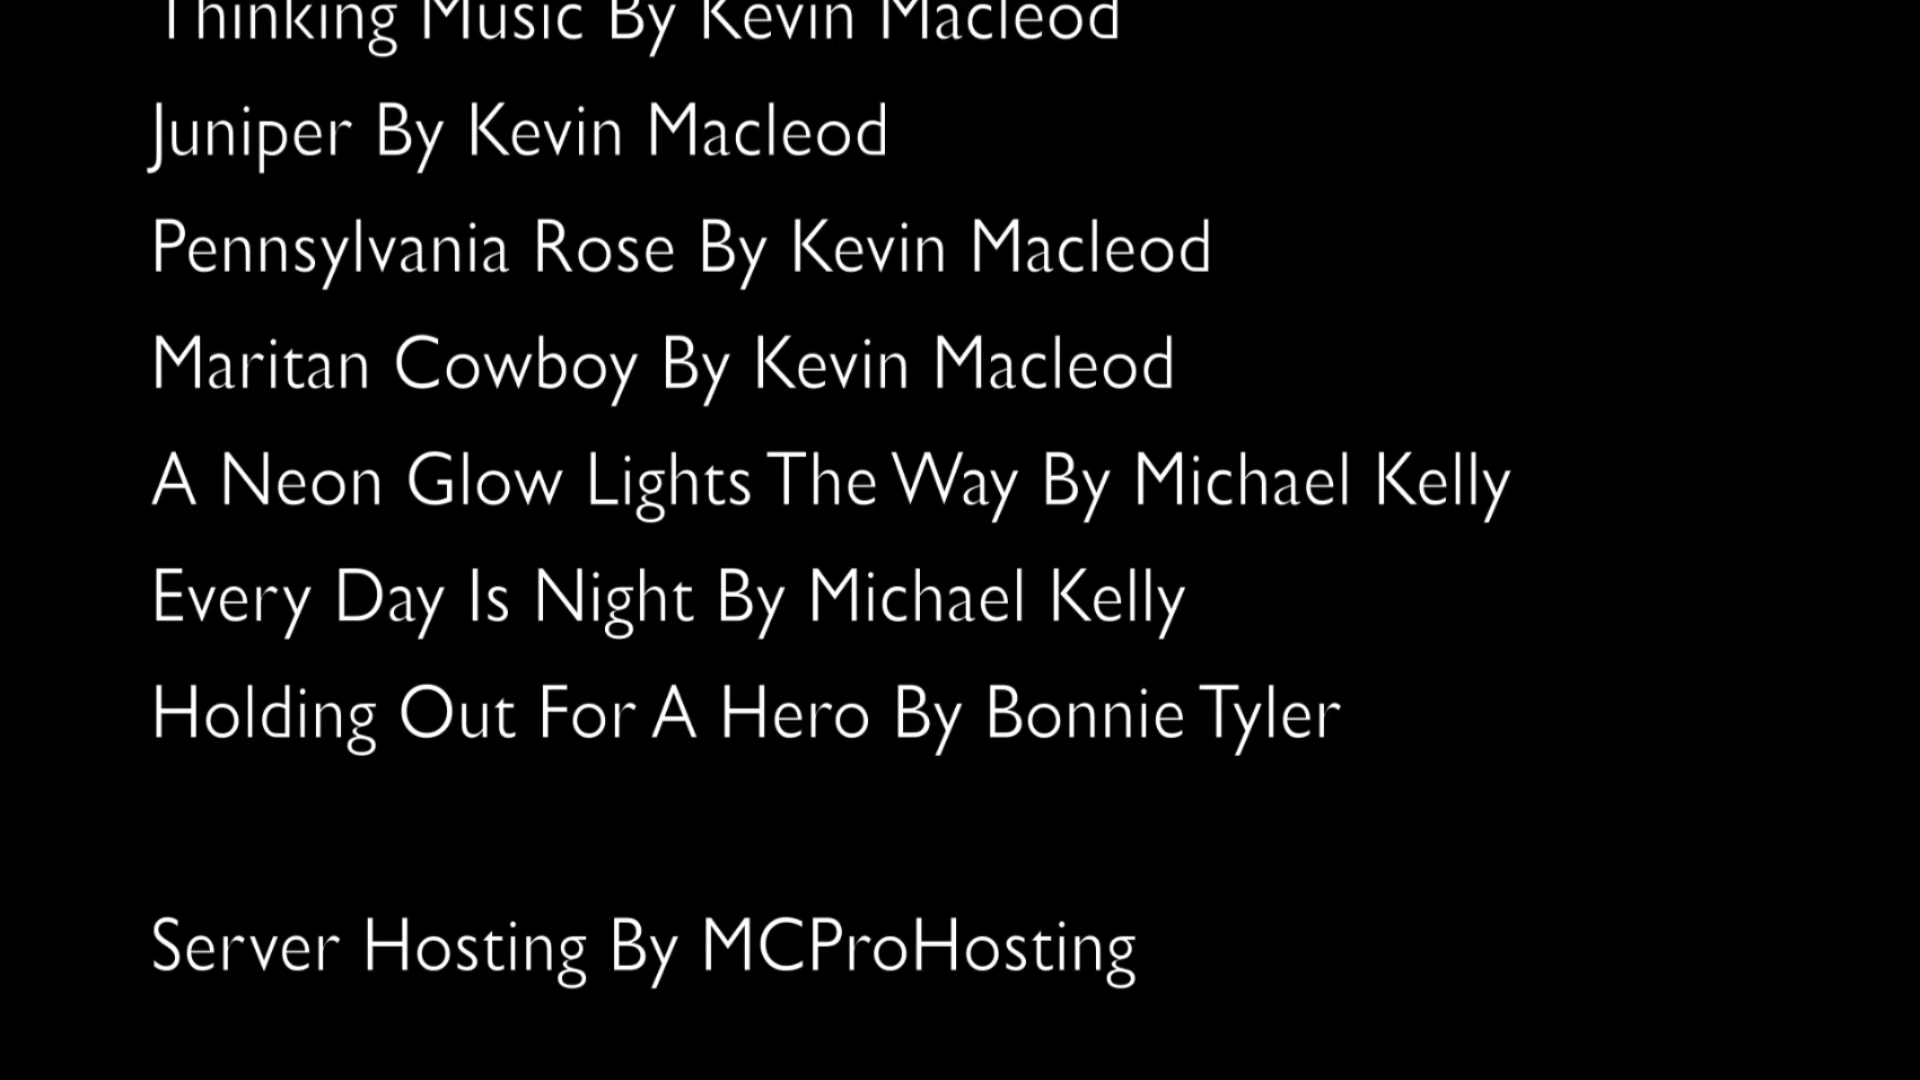 Thinking Music By Kevin Macleod
Juniper By Kevin Macleod
Pennsylvania Rose By Kevin Macleod
Maritan Cowboy By Kevin Macleod
A Neon Glow Lights The Way By Michael Kelly
Every Day Is Night By Michael Kelly
Holding Out For A Hero By Bonnie Tyler
Server Hosting By MCProHosting